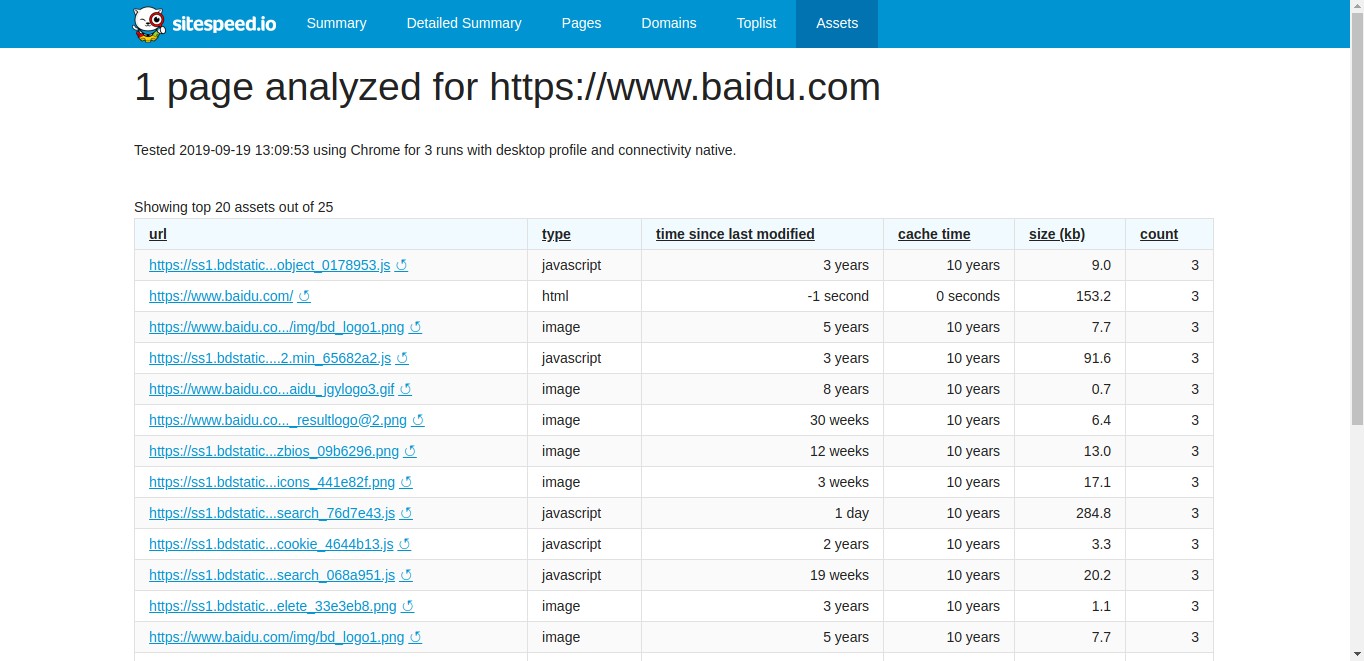 sitespeed.io Summary Detailed Summary Pages Domains Toplist Assets
1 page analyzed for https://www.baidu.com
Tested 2019-09-19 13:09:53 using Chrome for 3 runs with desktop profile and connectivity native.
Showing top 20 assets out of 25
url type time since last modified cache time size (kb) count
https://ss1.bdstatic...object_0178953.js ↺ javascript 3 years 10 years 9.0 3
https://www.baidu.com/ ↺ html -1 second 0 seconds 153.2 3
https://www.baidu.co.../img/bd_logo1.png ↺ image 5 years 10 years 7.7 3
https://ss1.bdstatic....2.min_65682a2.js ↺ javascript 3 years 10 years 91.6 3
https://www.baidu.co...aidu_jgylogo3.gif ↺ image 8 years 10 years 0.7 3
https://www.baidu.co..._resultlogo@2.png ↺ image 30 weeks 10 years 6.4 3
https://ss1.bdstatic...zbios_09b6296.png ↺ image 12 weeks 10 years 13.0 3
https://ss1.bdstatic...icons_441e82f.png ↺ image 3 weeks 10 years 17.1 3
https://ss1.bdstatic...search_76d7e43.js ↺ javascript 1 day 10 years 284.8 3
https://ss1.bdstatic...cookie_4644b13.js ↺ javascript 2 years 10 years 3.3 3
https://ss1.bdstatic...search_068a951.js ↺ javascript 19 weeks 10 years 20.2 3
https://ss1.bdstatic...elete_33e3eb8.png ↺ image 3 years 10 years 1.1 3
https://www.baidu.com/img/bd_logo1.png ↺ image 5 years 10 years 7.7 3